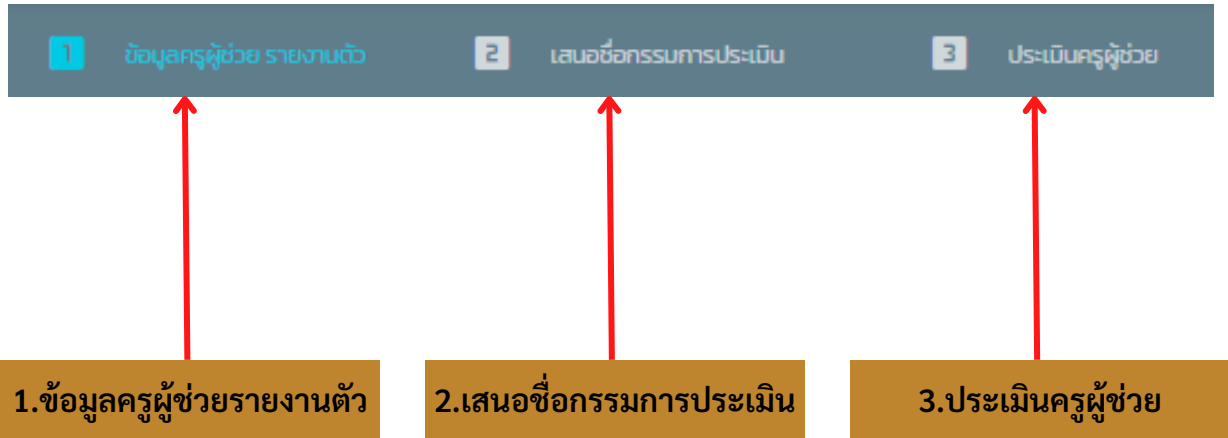 1 ข้อมูลครูผู้ช่วย รายงานตัว 2 เสนอชื่อกรรมการประเมิน 3 ประเมินครูผู้ช่วย
1.ข้อมูลครูผู้ช่วยรายงานตัว 2.เสนอชื่อกรรมการประเมิน 3.ประเมินครูผู้ช่วย